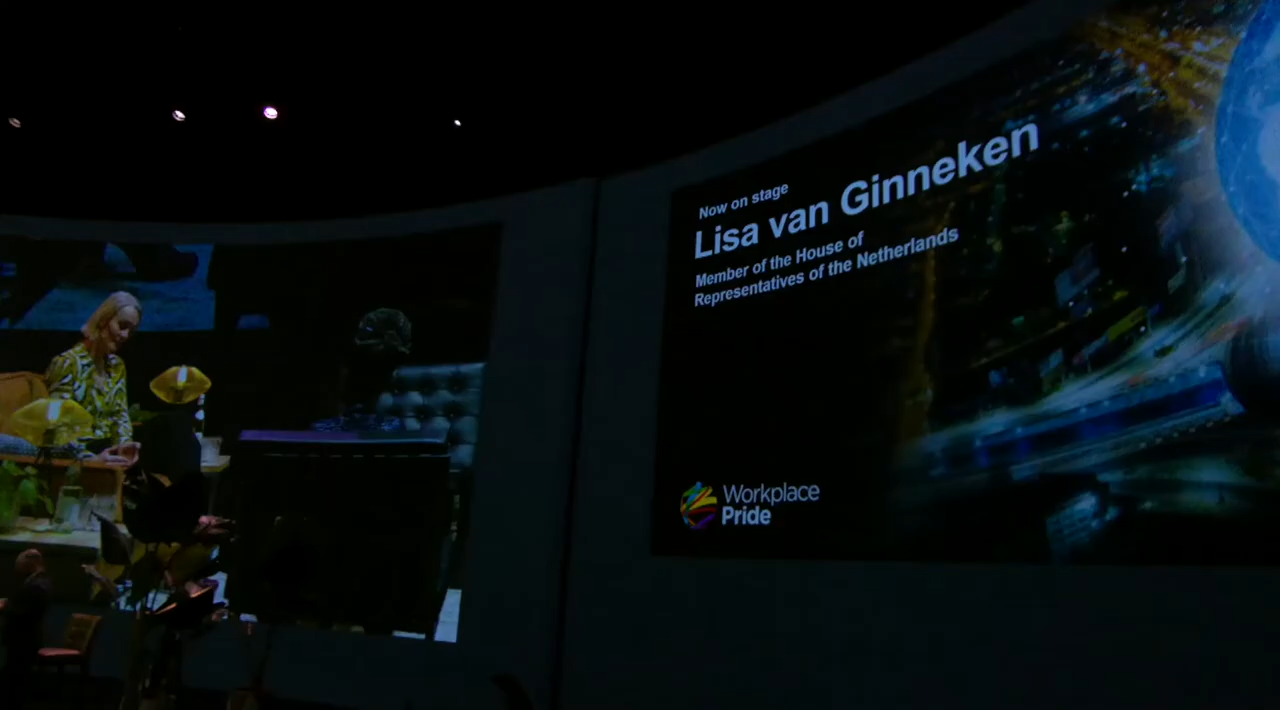 Now on stage
Lisa van Ginneken
Member of the House of
Representatives of the Netherlands
Workplace
Pride